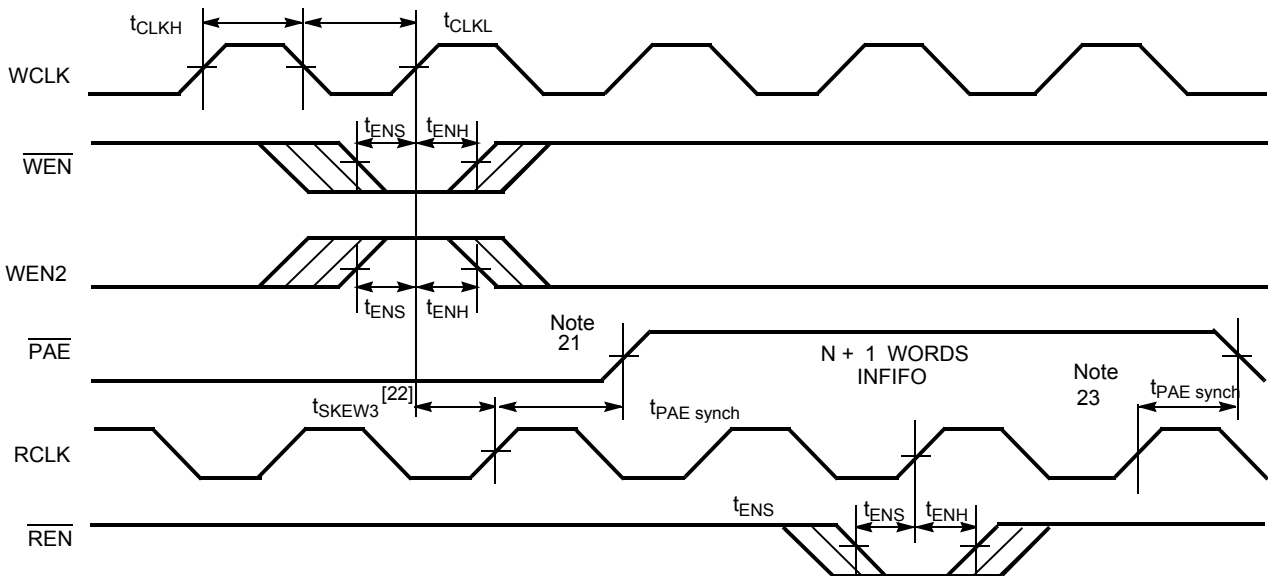 tCLKH tCLKL
WCLK
tENS tENH
WEN
WEN2
tENS tENH
Note
21
PAE
N + 1 WORDS
INFIFO
Note
23
tSKEW3 [22]
tPAE synch
tPAE synch
RCLK
tENS tENS tENH
REN